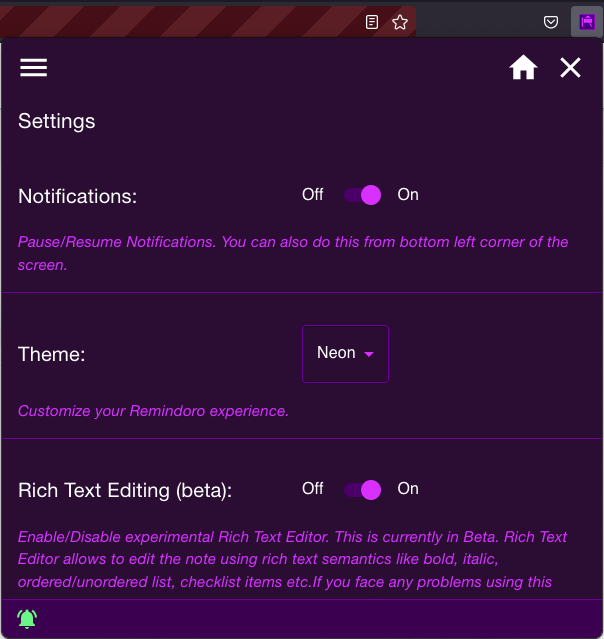 Settings
Notifications:
Off
On
Pause/Resume Notifications. You can also do this from bottom left corner of the
screen.
Theme:
Neon
Customize your Remindoro experience.
Rich Text Editing (beta):
Off
On
Enable/Disable experimental Rich Text Editor. This is currently in Beta. Rich Text
Editor allows to edit the note using rich text semantics like bold, italic,
ordered/unordered list, checklist items etc.If you face any problems using this